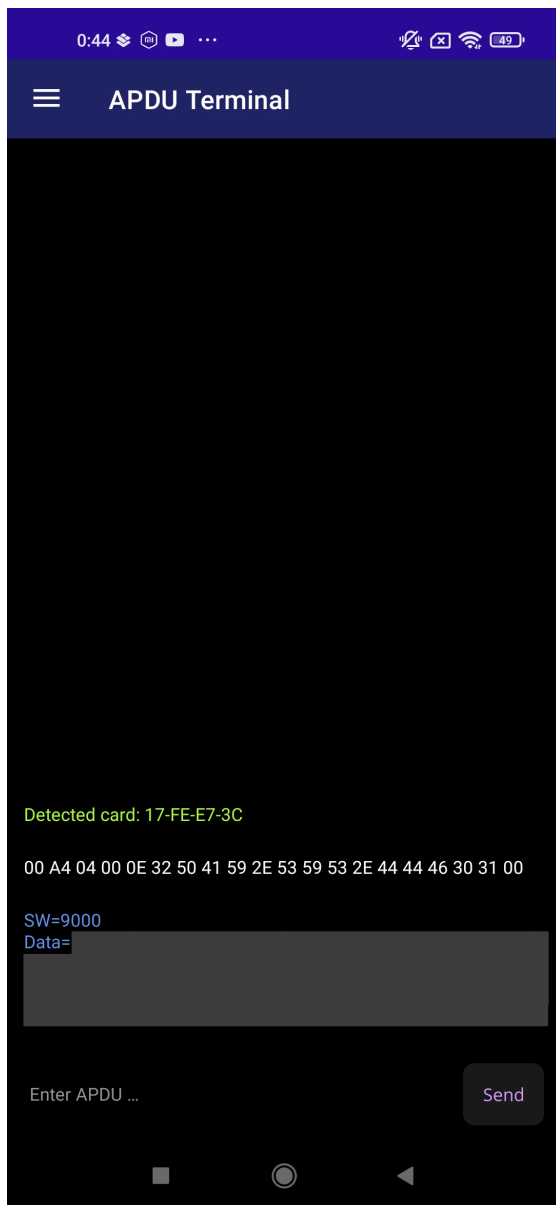 0:44
49
APDU Terminal
Detected card: 17-FE-E7-3C
00 A4 04 00 0E 32 50 41 59 2E 53 59 53 2E 44 44 46 30 31 00
SW=9000
Data=
Enter APDU ...
Send